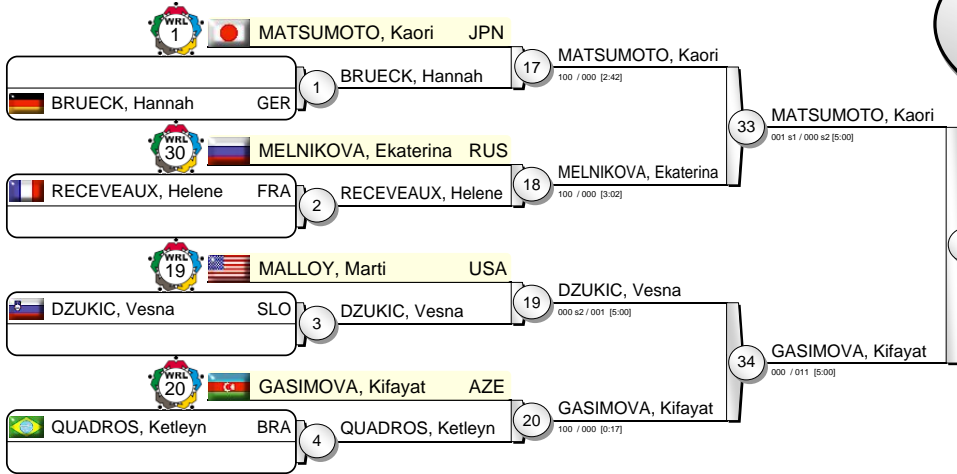 WRL
1
MATSUMOTO, Kaori JPN
BRUECK, Hannah GER
1
BRUECK, Hannah
17
MATSUMOTO, Kaori
100 / 000 [2:42]
WRL
30
MELNIKOVA, Ekaterina RUS
RECEVEAUX, Helene FRA
2
RECEVEAUX, Helene
18
MELNIKOVA, Ekaterina
100 / 000 [3:02]
33
MATSUMOTO, Kaori
001 s1 / 000 s2 [5:00]
WRL
19
MALLOY, Marti USA
DZUKIC, Vesna SLO
3
DZUKIC, Vesna
19
DZUKIC, Vesna
000 s2 / 001 [5:00]
WRL
20
GASIMOVA, Kifayat AZE
QUADROS, Ketleyn BRA
4
QUADROS, Ketleyn
20
GASIMOVA, Kifayat
100 / 000 [0:17]
34
GASIMOVA, Kifayat
000 / 011 [5:00]